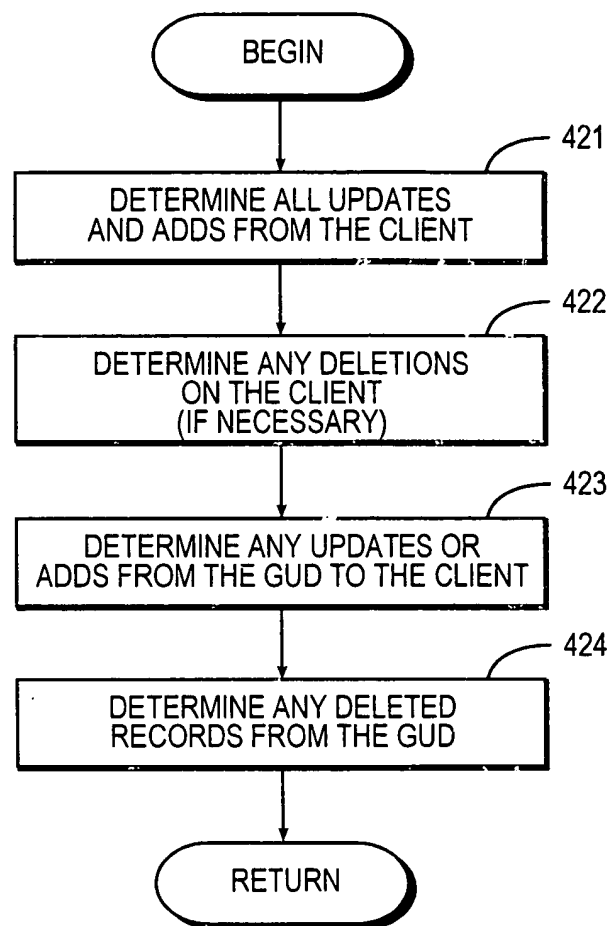 BEGIN
421
DETERMINE ALL UPDATES
AND ADDS FROM THE CLIENT
422
DETERMINE ANY DELETIONS
ON THE CLIENT
(IF NECESSARY)
423
DETERMINE ANY UPDATES OR
ADDS FROM THE GUD TO THE CLIENT
424
DETERMINE ANY DELETED
RECORDS FROM THE GUD
RETURN